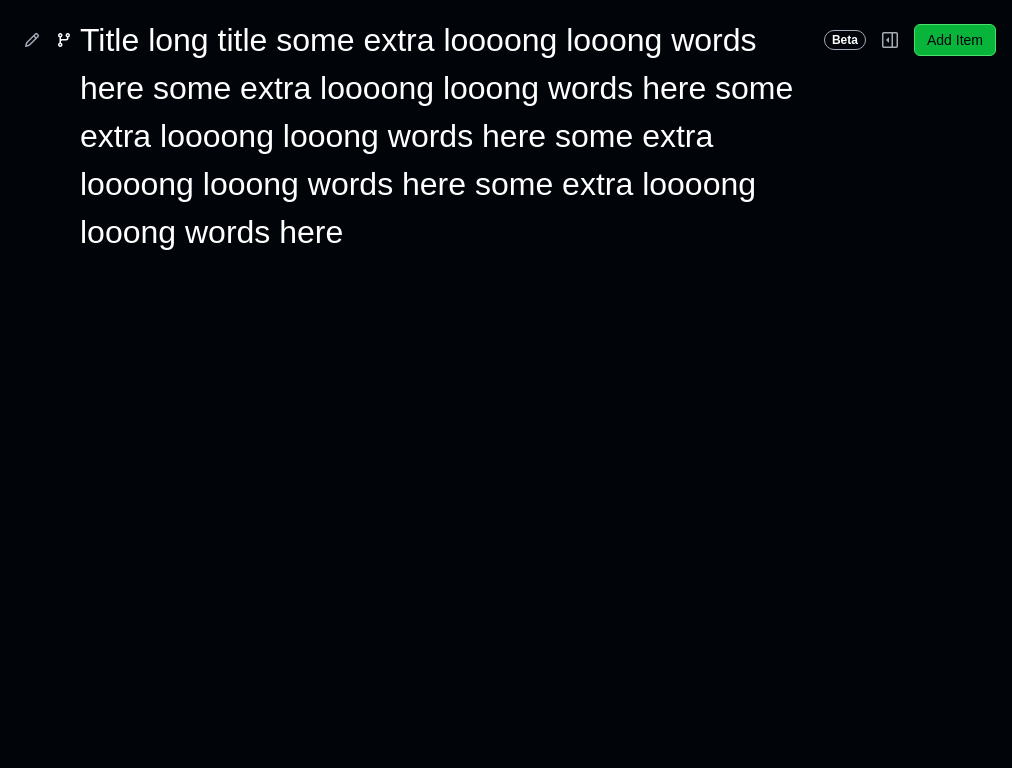 Title long title some extra loooong looong words
here some extra loooong looong words here some
extra loooong looong words here some extra
loooong looong words here some extra loooong
looong words here
Beta
Add Item